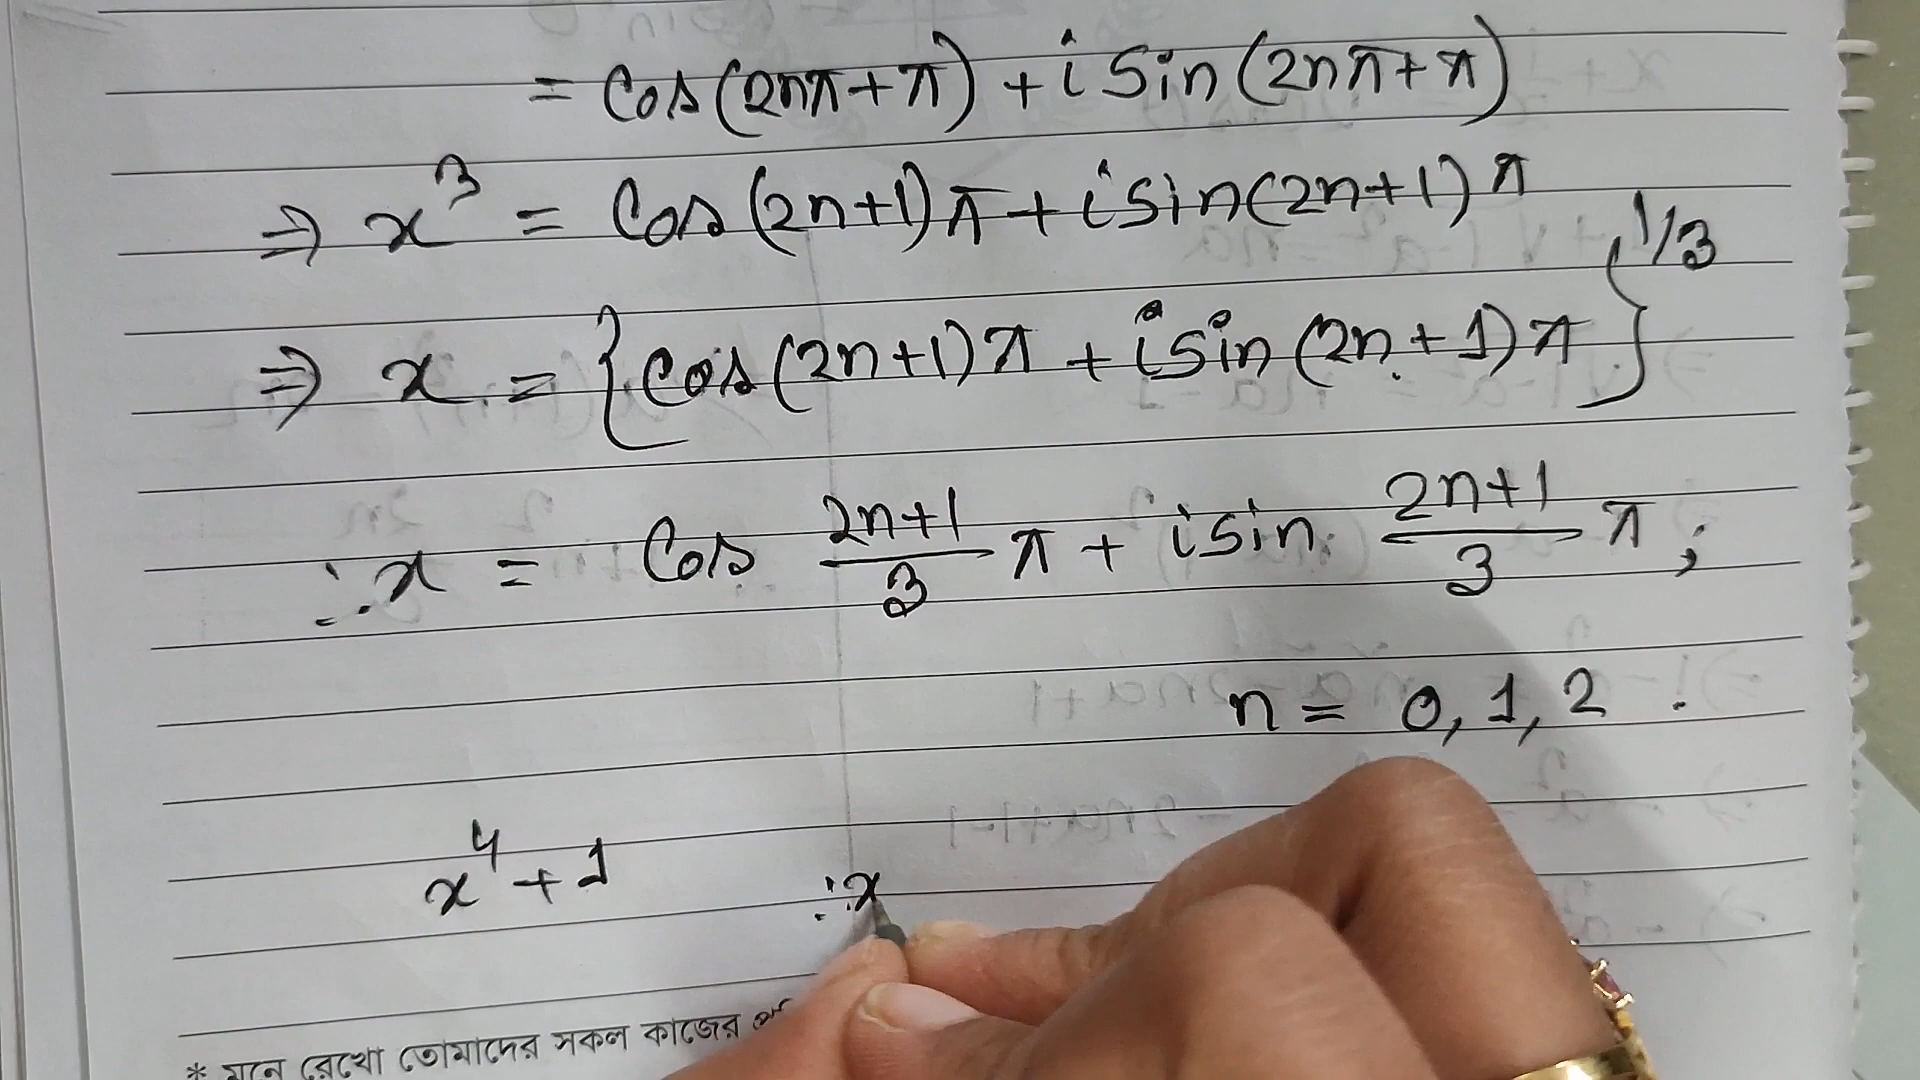 = Cos(2nπ+π) + i Sin(2nπ+π)
⇒ x³ = Cos(2n+1)π + i Sin(2n+1)π
⇒ x = {Cos(2n+1)π + i Sin(2n+1)π}^1/3
∴ x = Cos (2n+1)/3 π + i Sin (2n+1)/3 π ;
n = 0, 1, 2 .
x⁴+1 ∴ x
* মনে রেখো তোমাদের সকল কাজের